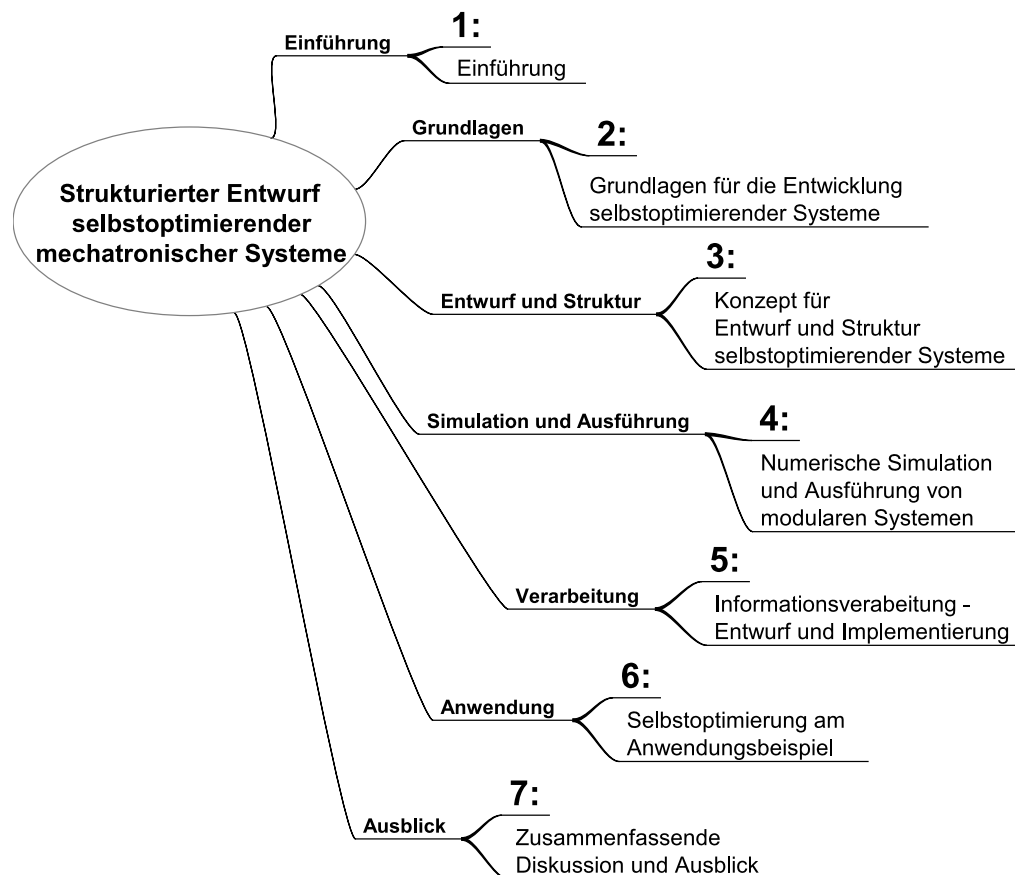 Strukturierter Entwurf
selbstoptimierender
mechatronischer Systeme
Einführung
1:
Einführung
Grundlagen
2:
Grundlagen für die Entwicklung
selbstoptimierender Systeme
Entwurf und Struktur
3:
Konzept für
Entwurf und Struktur
selbstoptimierender Systeme
Simulation und Ausführung
4:
Numerische Simulation
und Ausführung von
modularen Systemen
Verarbeitung
5:
Informationsverabeitung -
Entwurf und Implementierung
Anwendung
6:
Selbstoptimierung am
Anwendungsbeispiel
Ausblick
7:
Zusammenfassende
Diskussion und Ausblick